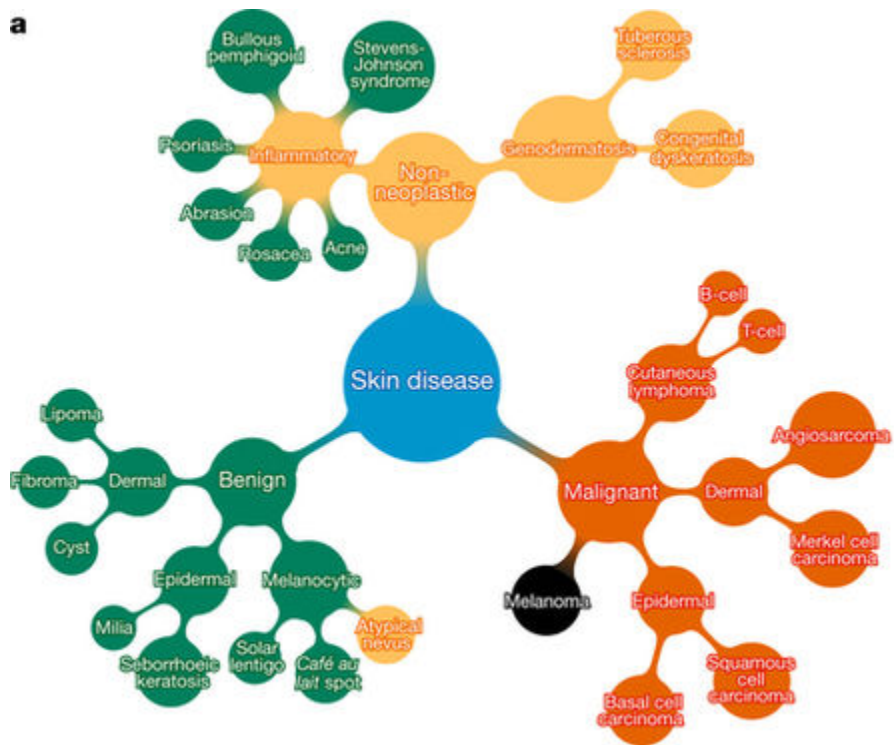 a
Bullous
pemphigoid
Stevens-
Johnson
syndrome
Tuberous
sclerosis
Psoriasis
Inflammatory
Non-
neoplastic
Genodermatosis
Congenital
dyskeratosis
Abrasion
Rosacea
Acne
Skin disease
B-cell
T-cell
Cutaneous
lymphoma
Lipoma
Fibroma
Dermal
Benign
Cyst
Epidermal
Melanocytic
Milia
Seborrhoeic
keratosis
Solar
lentigo
Café au
lait spot
Atypical
nevus
Malignant
Dermal
Angiosarcoma
Merkel cell
carcinoma
Melanoma
Epidermal
Basal cell
carcinoma
Squamous
cell
carcinoma